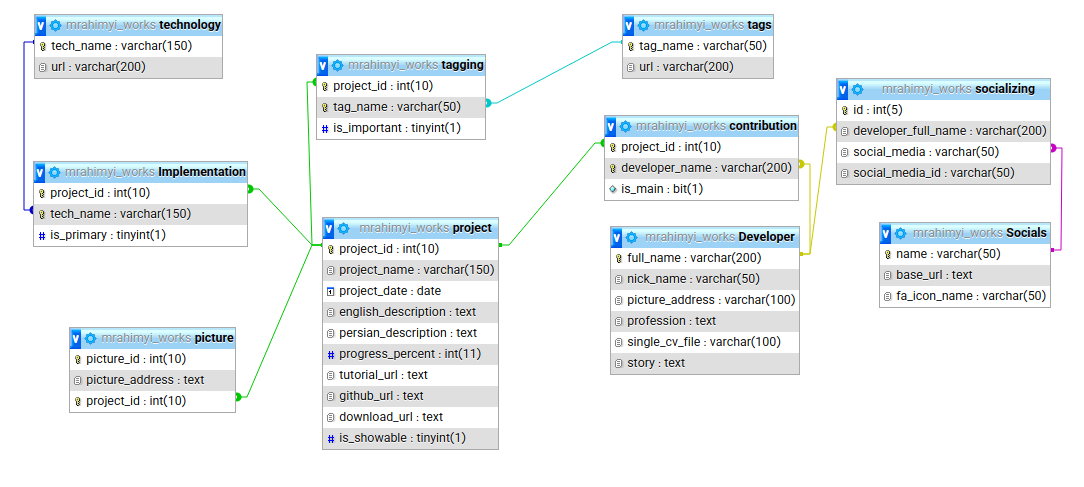 mrahimyi_works technology
tech_name : varchar(150)
url : varchar(200)
mrahimyi_works tagging
project_id : int(10)
tag_name : varchar(50)
is_important : tinyint(1)
mrahimyi_works tags
tag_name : varchar(50)
url : varchar(200)
mrahimyi_works socializing
id : int(5)
developer_full_name : varchar(200)
social_media : varchar(50)
social_media_id : varchar(50)
mrahimyi_works contribution
project_id : int(10)
developer_name : varchar(200)
is_main : bit(1)
mrahimyi_works Implementation
project_id : int(10)
tech_name : varchar(150)
is_primary : tinyint(1)
mrahimyi_works project
project_id : int(10)
project_name : varchar(150)
project_date : date
english_description : text
persian_description : text
progress_percent : int(11)
tutorial_url : text
github_url : text
download_url : text
is_showable : tinyint(1)
mrahimyi_works Developer
full_name : varchar(200)
nick_name : varchar(50)
picture_address : varchar(100)
profession : text
single_cv_file : varchar(100)
story : text
mrahimyi_works Socials
name : varchar(50)
base_url : text
fa_icon_name : varchar(50)
mrahimyi_works picture
picture_id : int(10)
picture_address : text
project_id : int(10)